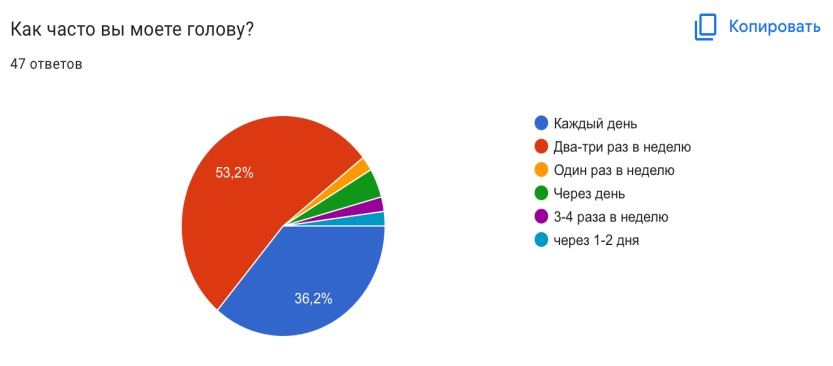 Как часто вы моете голову?
Копировать
47 ответов
53,2%
36,2%
Каждый день
Два-три раз в неделю
Один раз в неделю
Через день
3-4 раза в неделю
через 1-2 дня